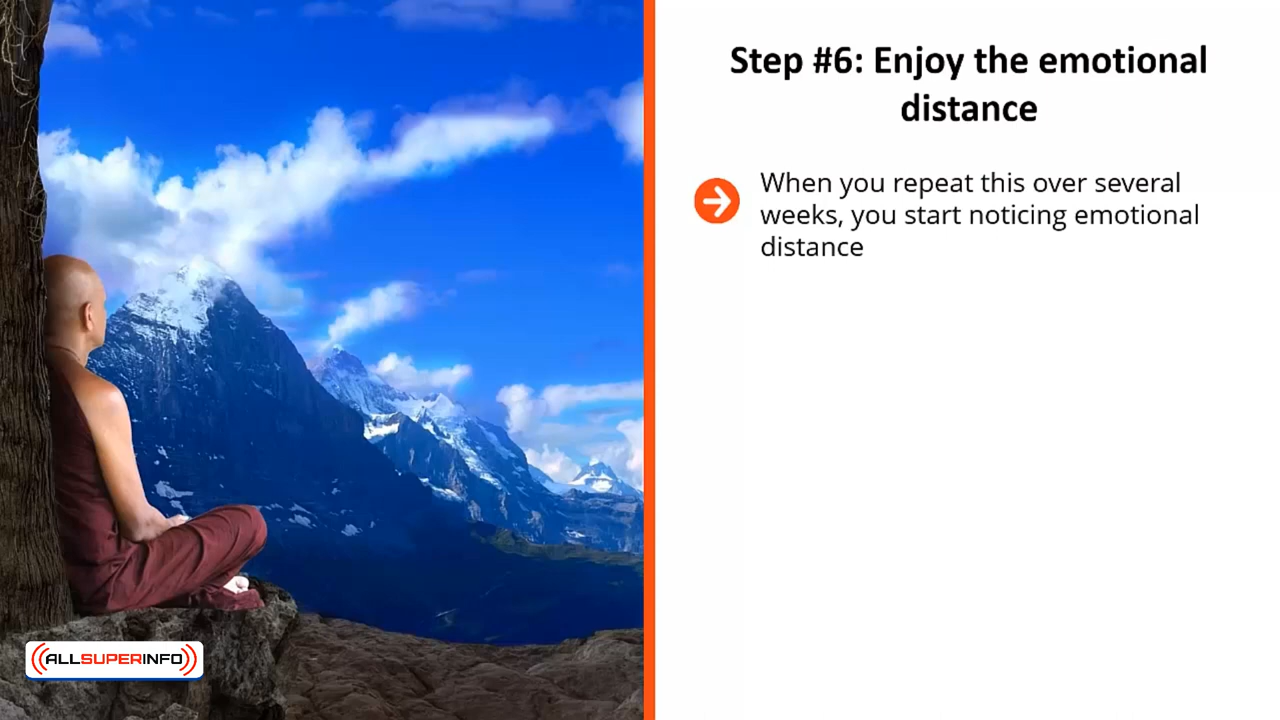 Step #6: Enjoy the emotional
distance
When you repeat this over several
weeks, you start noticing emotional
distance
ALLSUPERINFO